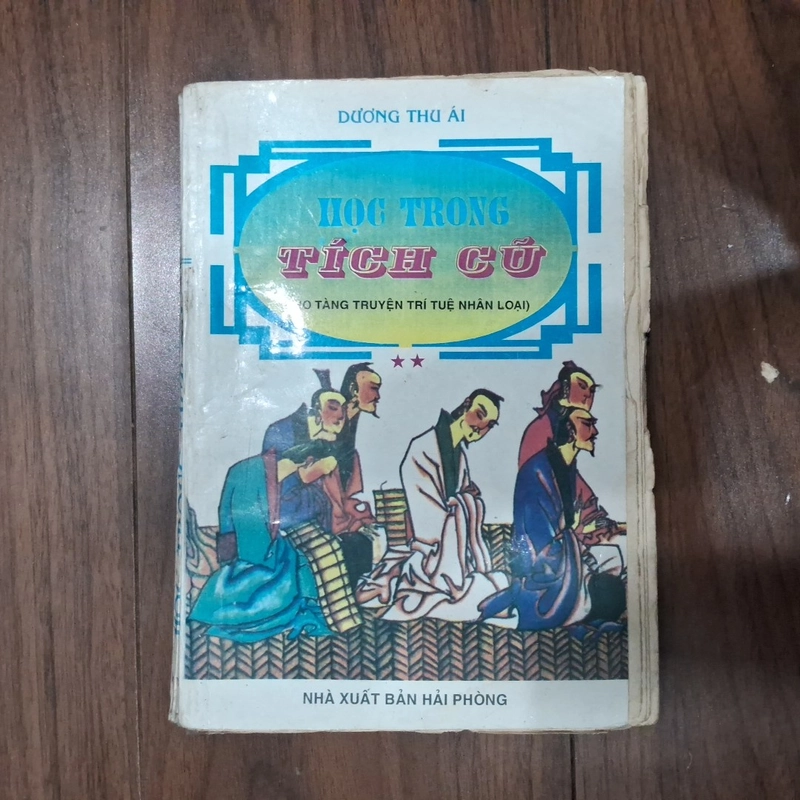 DƯƠNG THU ÁI
HỌC TRONG
TÍCH CŨ
TÀNG TRUYỆN TRÍ TUỆ NHÂN LOẠI)
★★
NHÀ XUẤT BẢN HẢI PHÒNG